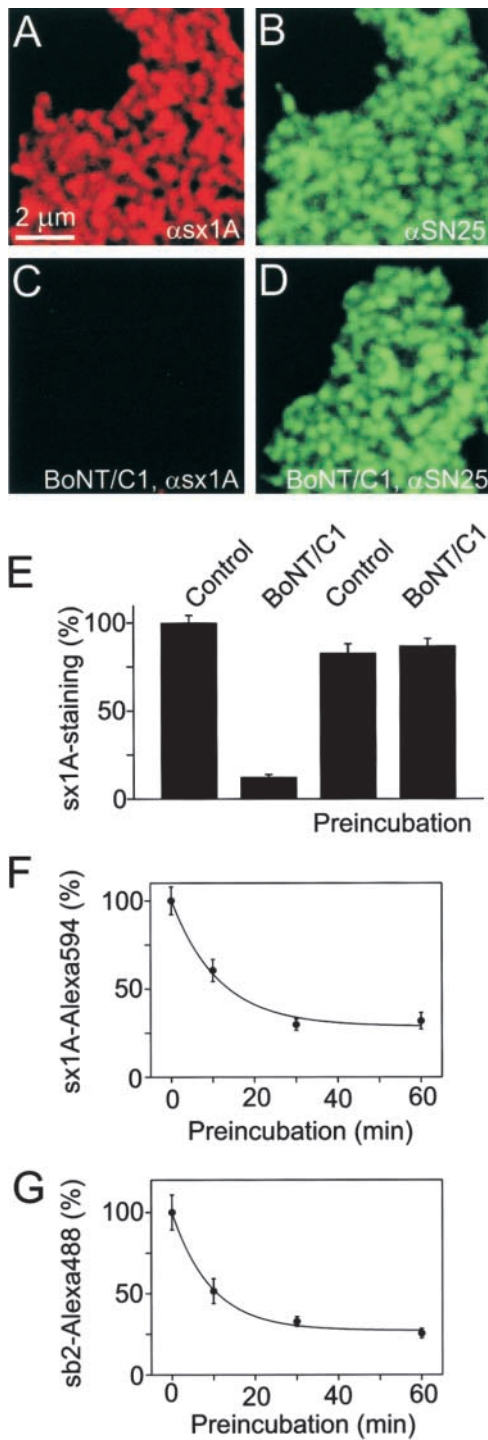 A
B
2 μm
αsx1A
αSN25
C
D
BoNT/C1, αsx1A
BoNT/C1, αSN25
E
Control
BoNT/C1
Control
BoNT/C1
sx1A-staining (%)
100
50
0
Preincubation
F
sx1A-Alexa594 (%)
100
50
0
0 20 40 60
Preincubation (min)
G
sb2-Alexa488 (%)
100
50
0
0 20 40 60
Preincubation (min)